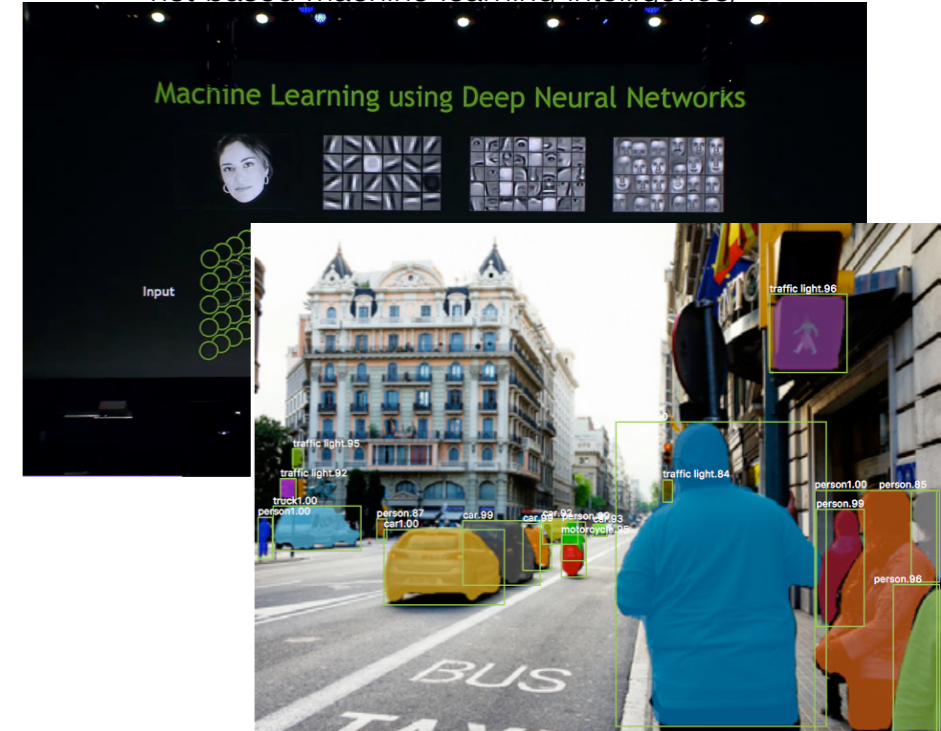 Machine Learning using Deep Neural Networks
Input
traffic light.96
traffic light.95
traffic light.92
traffic light.84
truck1.00
person1.00
person.87
car.99
car1.00
car.93
motorcycle.95
person1.00
person.85
person.99
person.96
BUS